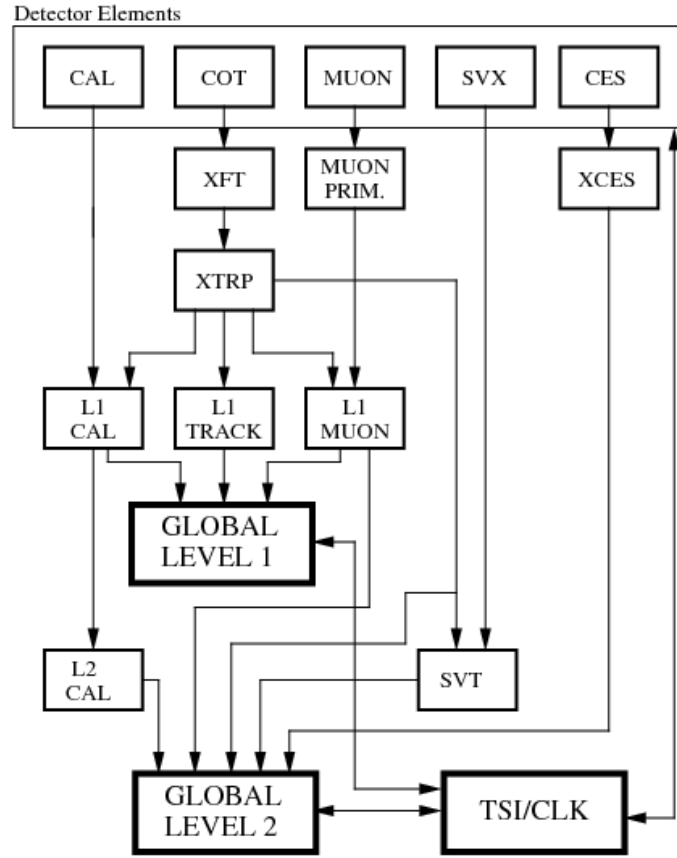 Detector Elements
CAL
COT
MUON
SVX
CES
XFT
MUON
PRIM.
XCES
XTRP
L1
CAL
L1
TRACK
L1
MUON
GLOBAL
LEVEL 1
L2
CAL
SVT
GLOBAL
LEVEL 2
TSI/CLK